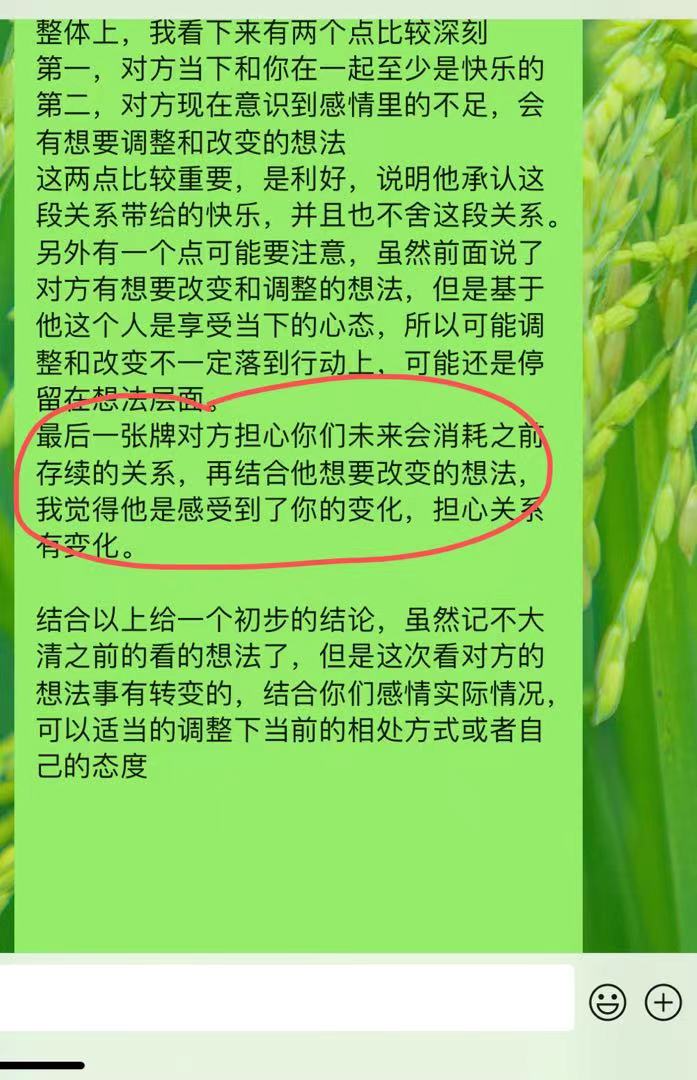 整体上，我看下来有两个点比较深刻
第一，对方当下和你在一起至少是快乐的
第二，对方现在意识到感情里的不足，会
有想要调整和改变的想法
这两点比较重要，是利好，说明他承认这
段关系带给的快乐，并且也不舍这段关系。
另外有一个点可能要注意，虽然前面说了
对方有想要改变和调整的想法，但是基于
他这个人是享受当下的心态，所以可能调
整和改变不一定落到行动上，可能还是停
留在想法层面。
最后一张牌对方担心你们未来会消耗之前
存续的关系，再结合他想要改变的想法，
我觉得他是感受到了你的变化，担心关系
有变化。
结合以上给一个初步的结论，虽然记不大
清之前的看的想法了，但是这次看对方的
想法事有转变的，结合你们感情实际情况，
可以适当的调整下当前的相处方式或者自
己的态度